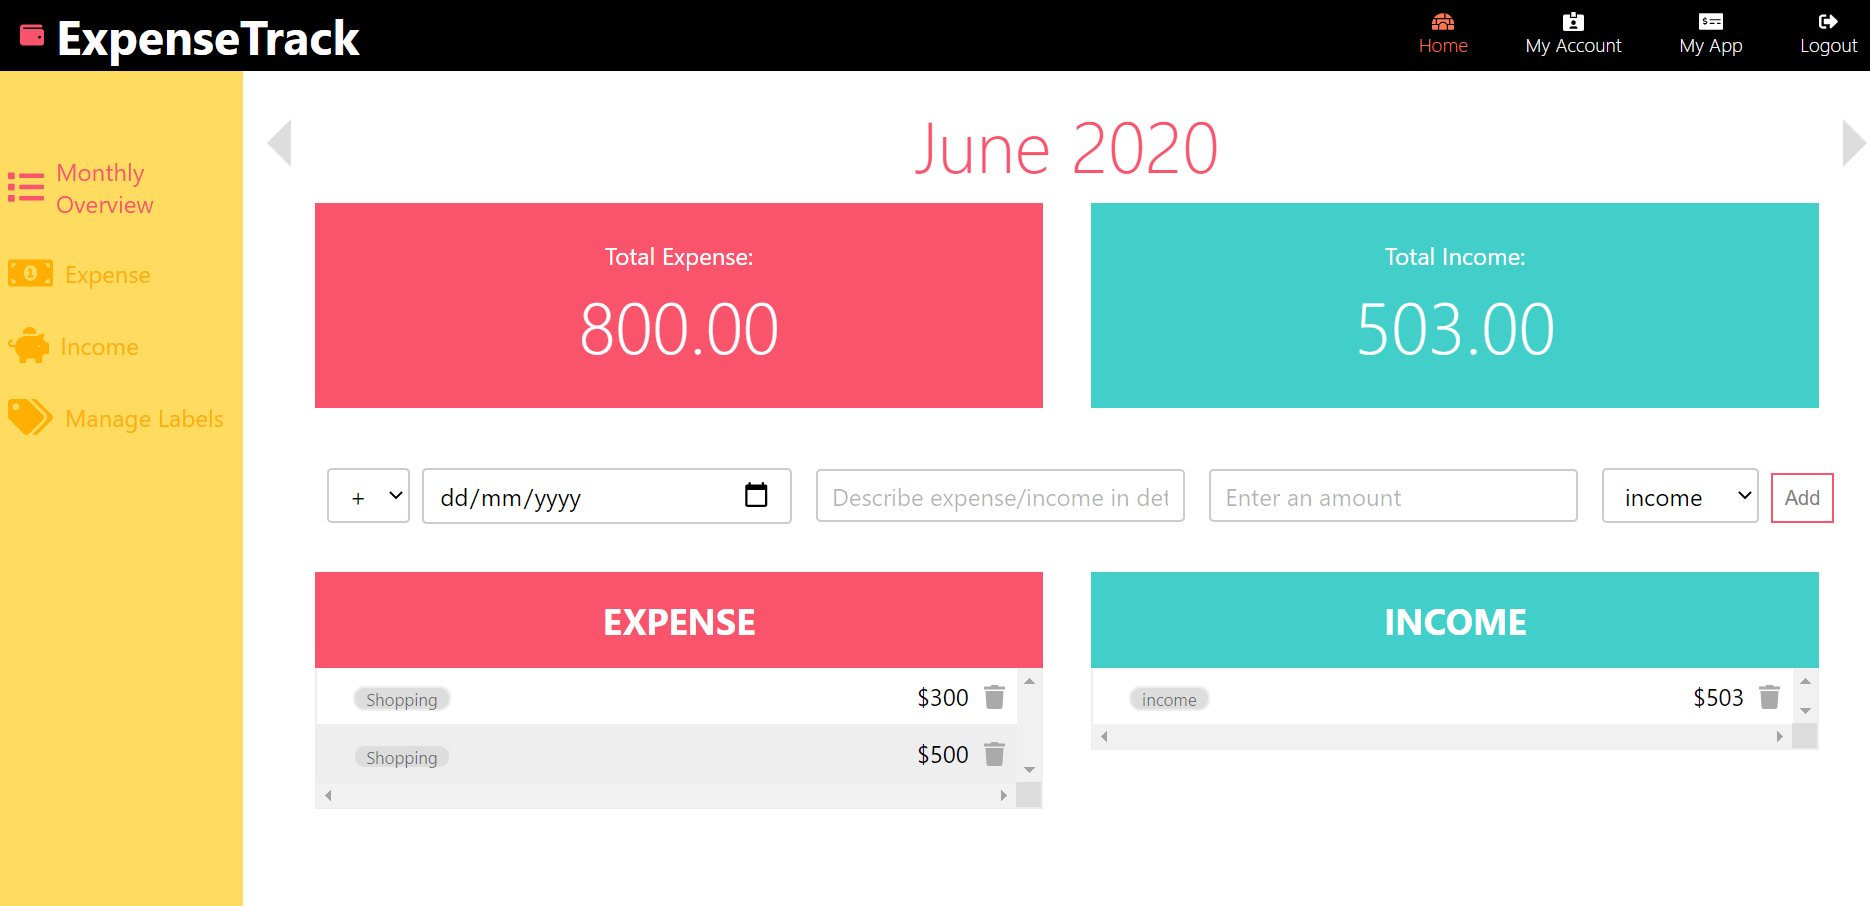 ExpenseTrack
Home
My Account
My App
Logout
Monthly
Overview
Expense
Income
Manage Labels
June 2020
Total Expense:
800.00
Total Income:
503.00
+
dd/mm/yyyy
Describe expense/income in det
Enter an amount
income
Add
EXPENSE
Shopping
$300
Shopping
$500
INCOME
income
$503